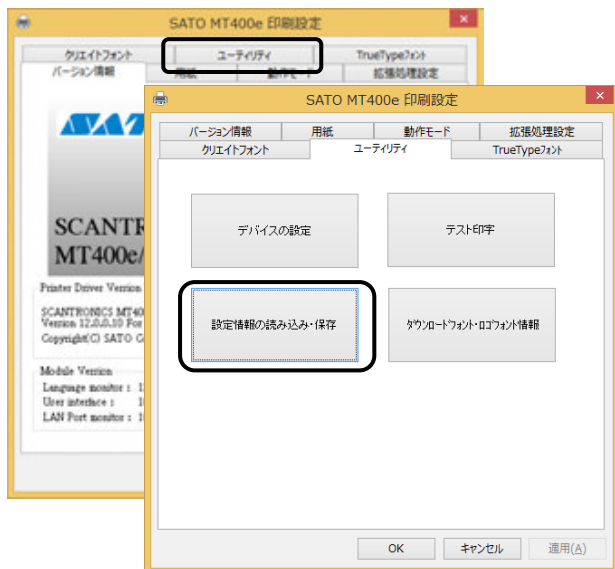 SATO MT400e 印刷設定
クリエイトフォント ユーティリティ TrueTypeフォント
バージョン情報 用紙 動作モード 拡張処理設定
SATO
SCANTR
MT400e/
Printer Driver Version
SCANTRONICS MT40
Version 12.0.0.10 For
Copyright(C) SATO C
Module Version
Language monitor : 1
User interface : 1
LAN Port monitor : 1
SATO MT400e 印刷設定
バージョン情報 用紙 動作モード 拡張処理設定
クリエイトフォント ユーティリティ TrueTypeフォント
デバイスの設定 テスト印字
設定情報の読み込み・保存 ダウンロードフォント・ロゴフォント情報
OK キャンセル 適用(A)